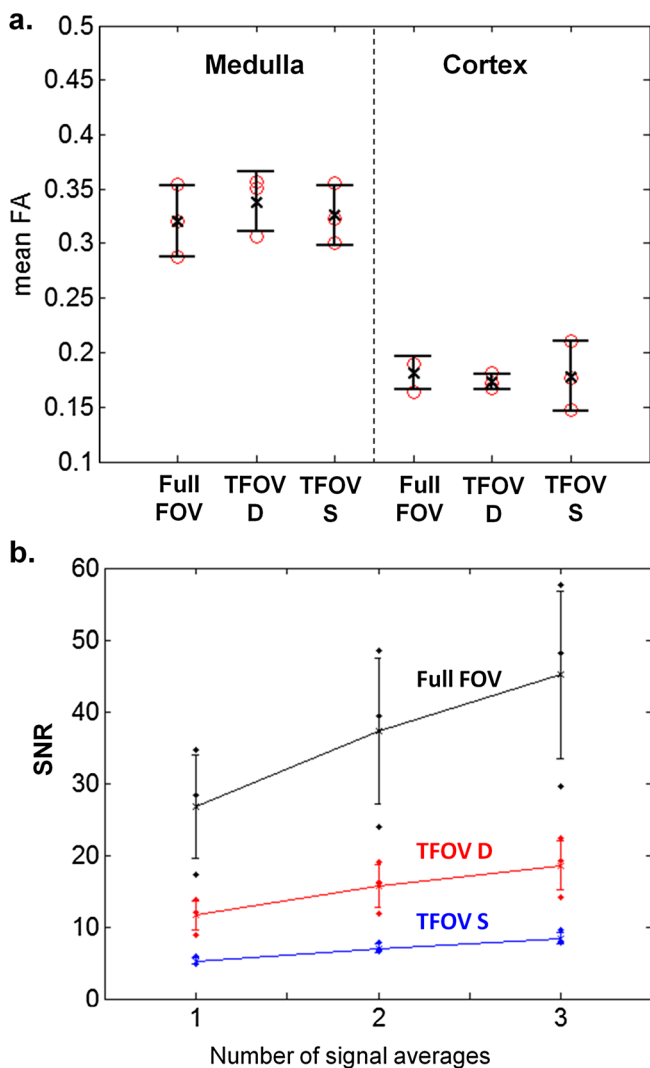 a.
0.5
0.45
0.4
0.35
0.3
0.25
0.2
0.15
0.1
mean FA
Medulla
Cortex
Full FOV
TFOV D
TFOV S
Full FOV
TFOV D
TFOV S
b.
60
50
40
30
20
10
0
SNR
Full FOV
TFOV D
TFOV S
1 2 3
Number of signal averages